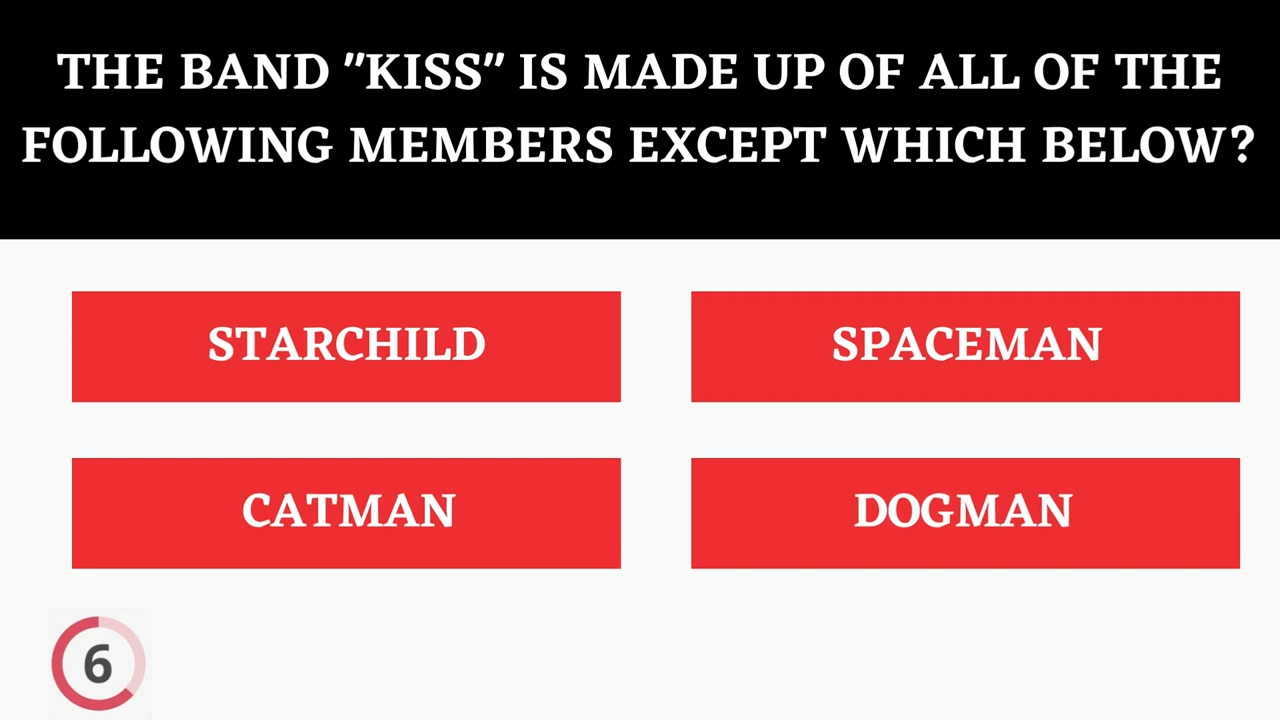 THE BAND "KISS" IS MADE UP OF ALL OF THE
FOLLOWING MEMBERS EXCEPT WHICH BELOW?
STARCHILD
SPACEMAN
CATMAN
DOGMAN
6